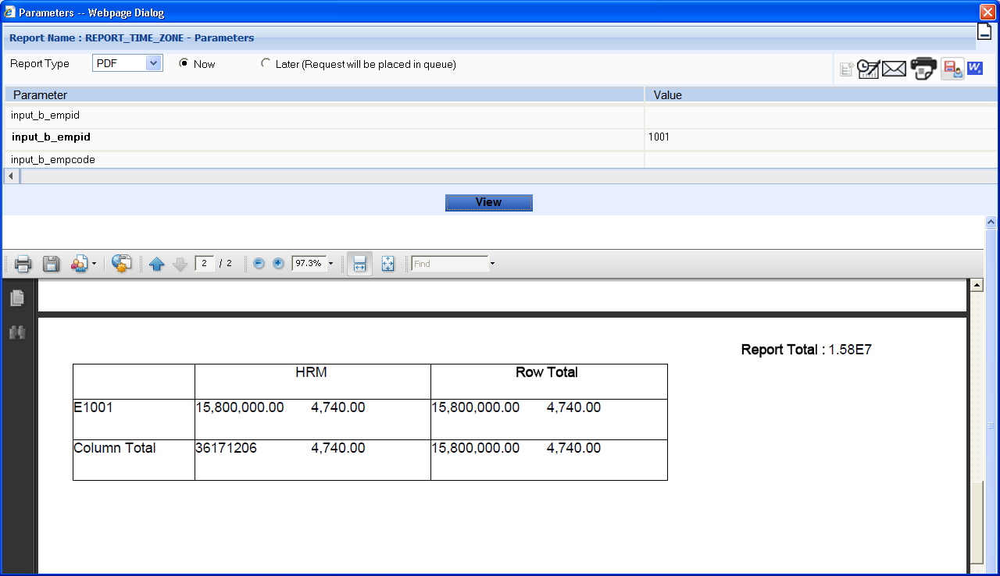 Parameters -- Webpage Dialog
Report Name : REPORT_TIME_ZONE - Parameters
Report Type PDF Now Later (Request will be placed in queue)
W
Parameter Value
input_b_empid
input_b_empid 1001
input_b_empcode
View
2 / 2 97.3% Find
Report Total : 1.58E7
HRM Row Total
E1001 15,800,000.00 4,740.00 15,800,000.00 4,740.00
Column Total 36171206 4,740.00 15,800,000.00 4,740.00